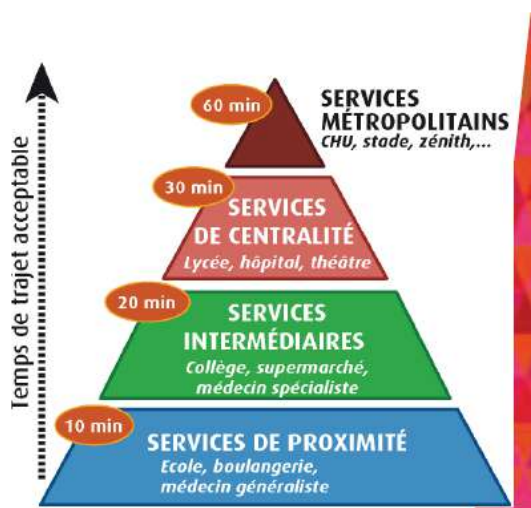 60 min
SERVICES
MÉTROPOLITAINS
CHU, stade, zénith,...
30 min
SERVICES
DE CENTRALITÉ
Lycée, hôpital, théâtre
20 min
SERVICES
INTERMÉDIAIRES
Collège, supermarché,
médecin spécialiste
10 min
SERVICES DE PROXIMITÉ
Ecole, boulangerie,
médecin généraliste
Temps de trajet acceptable